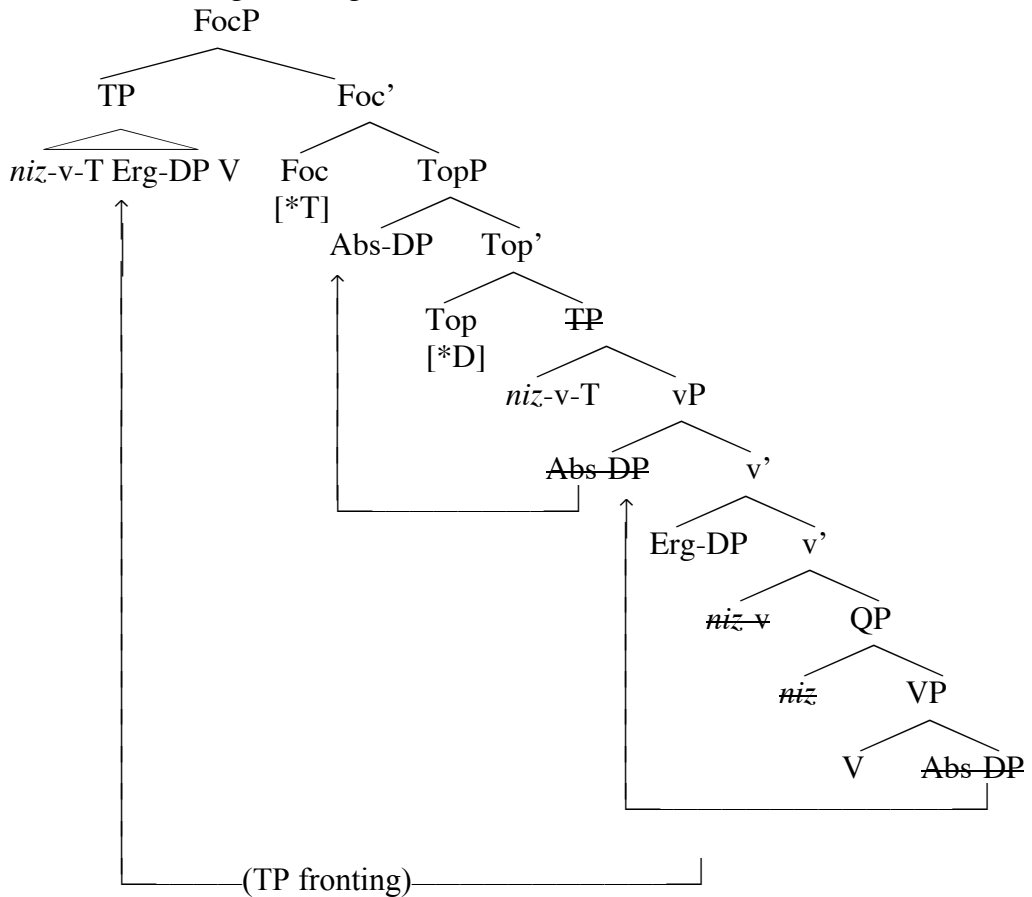 FocP
TP Foc’
niz-v-T Erg-DP V Foc TopP
[*T]
Abs-DP Top’
Top TP
[*D]
niz-v-T vP
Abs-DP v’
Erg-DP v’
niz-v QP
niz VP
V Abs-DP
(TP fronting)